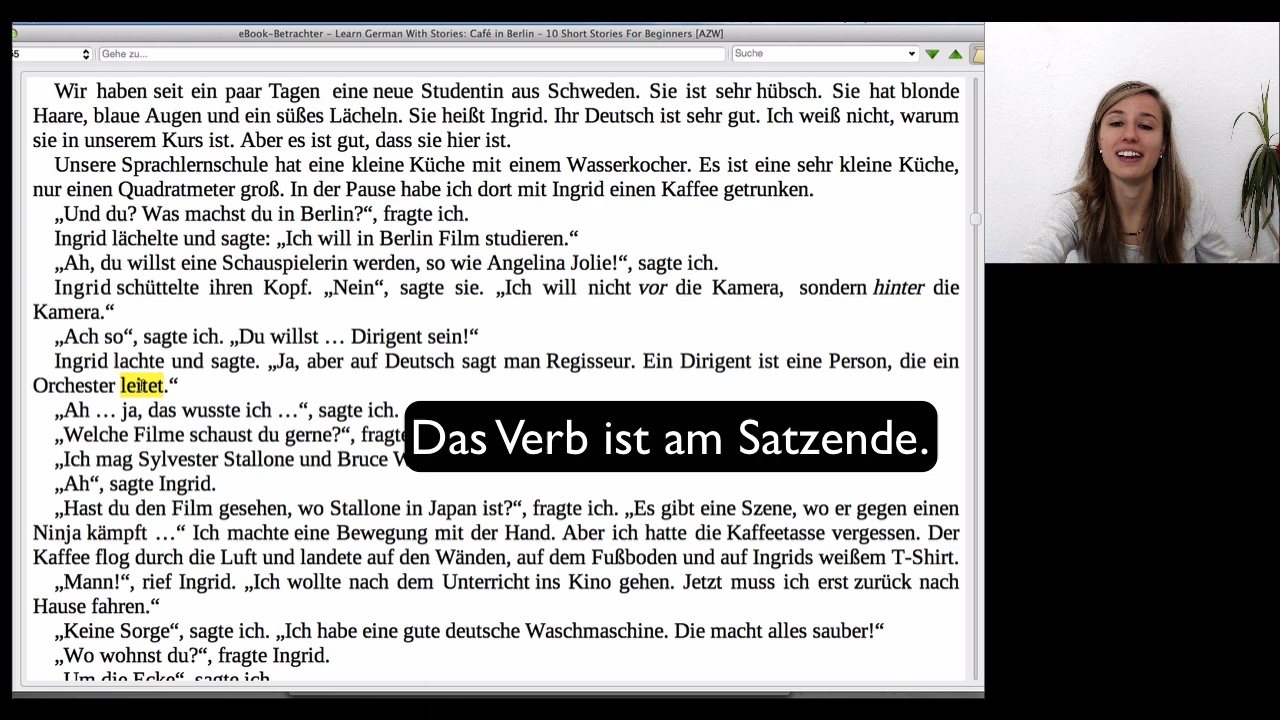 eBook-Betrachter – Learn German With Stories: Café in Berlin – 10 Short Stories For Beginners [AZW]
Gehe zu...
Suche
Wir haben seit ein paar Tagen eine neue Studentin aus Schweden. Sie ist sehr hübsch. Sie hat blonde
Haare, blaue Augen und ein süßes Lächeln. Sie heißt Ingrid. Ihr Deutsch ist sehr gut. Ich weiß nicht, warum
sie in unserem Kurs ist. Aber es ist gut, dass sie hier ist.
Unsere Sprachlernschule hat eine kleine Küche mit einem Wasserkocher. Es ist eine sehr kleine Küche,
nur einen Quadratmeter groß. In der Pause habe ich dort mit Ingrid einen Kaffee getrunken.
„Und du? Was machst du in Berlin?“, fragte ich.
Ingrid lächelte und sagte: „Ich will in Berlin Film studieren.“
„Ah, du willst eine Schauspielerin werden, so wie Angelina Jolie!“, sagte ich.
Ingrid schüttelte ihren Kopf. „Nein“, sagte sie. „Ich will nicht vor die Kamera, sondern hinter die
Kamera.“
„Ach so“, sagte ich. „Du willst … Dirigent sein!“
Ingrid lachte und sagte. „Ja, aber auf Deutsch sagt man Regisseur. Ein Dirigent ist eine Person, die ein
Orchester leitet.“
„Ah … ja, das wusste ich …“, sagte ich.
„Welche Filme schaust du gerne?“,
Das Verb ist am Satzende.
„Ich mag Sylvester Stallone und Bruce
„Ah“, sagte Ingrid.
„Hast du den Film gesehen, wo Stallone in Japan ist?“, fragte ich. „Es gibt eine Szene, wo er gegen einen
Ninja kämpft …“ Ich machte eine Bewegung mit der Hand. Aber ich hatte die Kaffeetasse vergessen. Der
Kaffee flog durch die Luft und landete auf den Wänden, auf dem Fußboden und auf Ingrids weißem T-Shirt.
„Mann!“, rief Ingrid. „Ich wollte nach dem Unterricht ins Kino gehen. Jetzt muss ich erst zurück nach
Hause fahren.“
„Keine Sorge“, sagte ich. „Ich habe eine gute deutsche Waschmaschine. Die macht alles sauber!“
„Wo wohnst du?“, fragte Ingrid.
„Um die Ecke“, sagte ich.